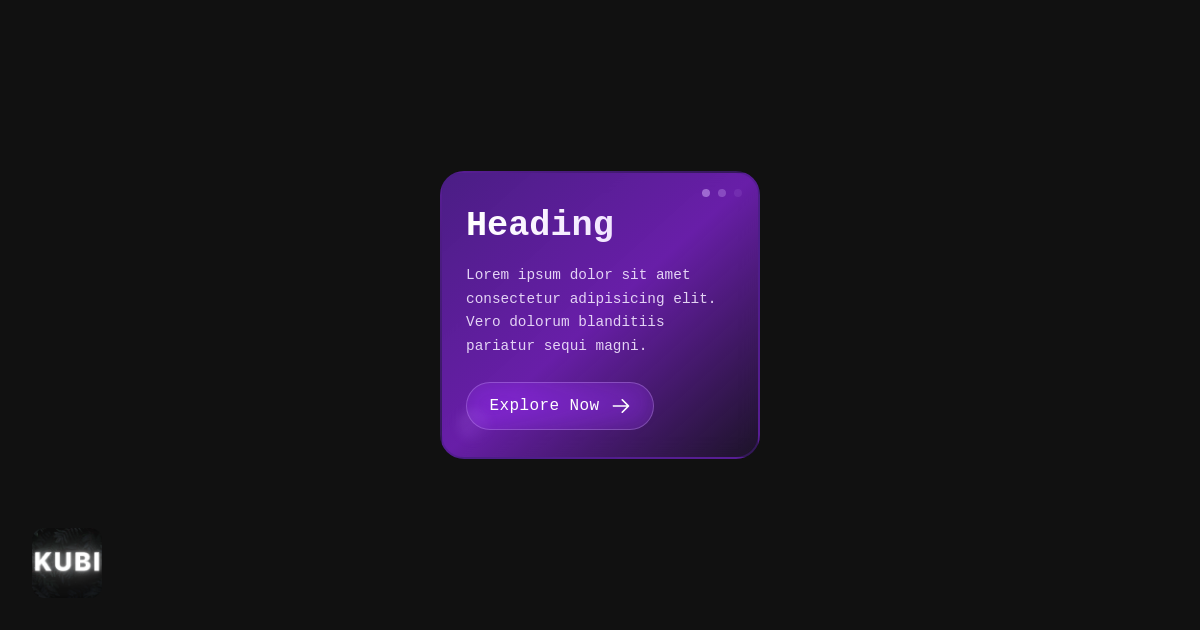 Heading
Lorem ipsum dolor sit amet
consectetur adipisicing elit.
Vero dolorum blanditiis
pariatur sequi magni.
Explore Now
KUBI